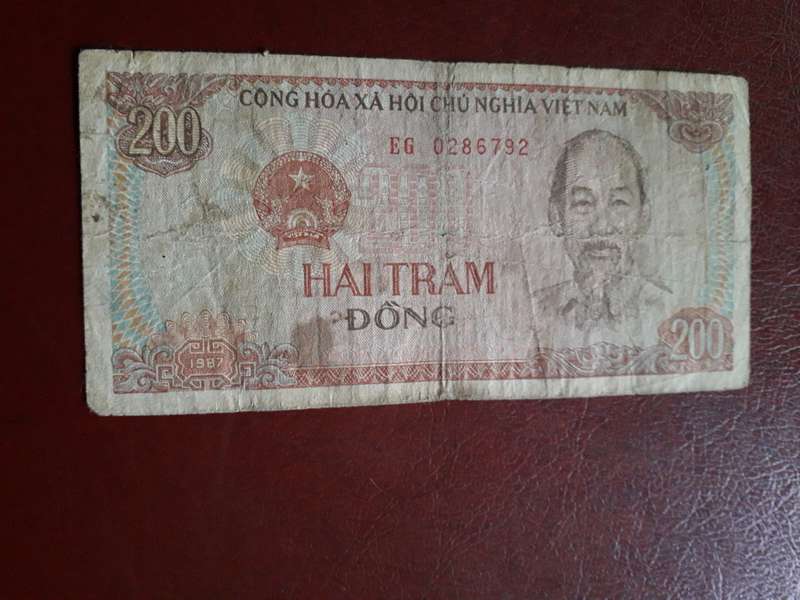 CỘNG HÒA XÃ HỘI CHỦ NGHĨA VIỆT NAM
200
EG 0286792
HAI TRĂM
ĐỒNG
1987
200